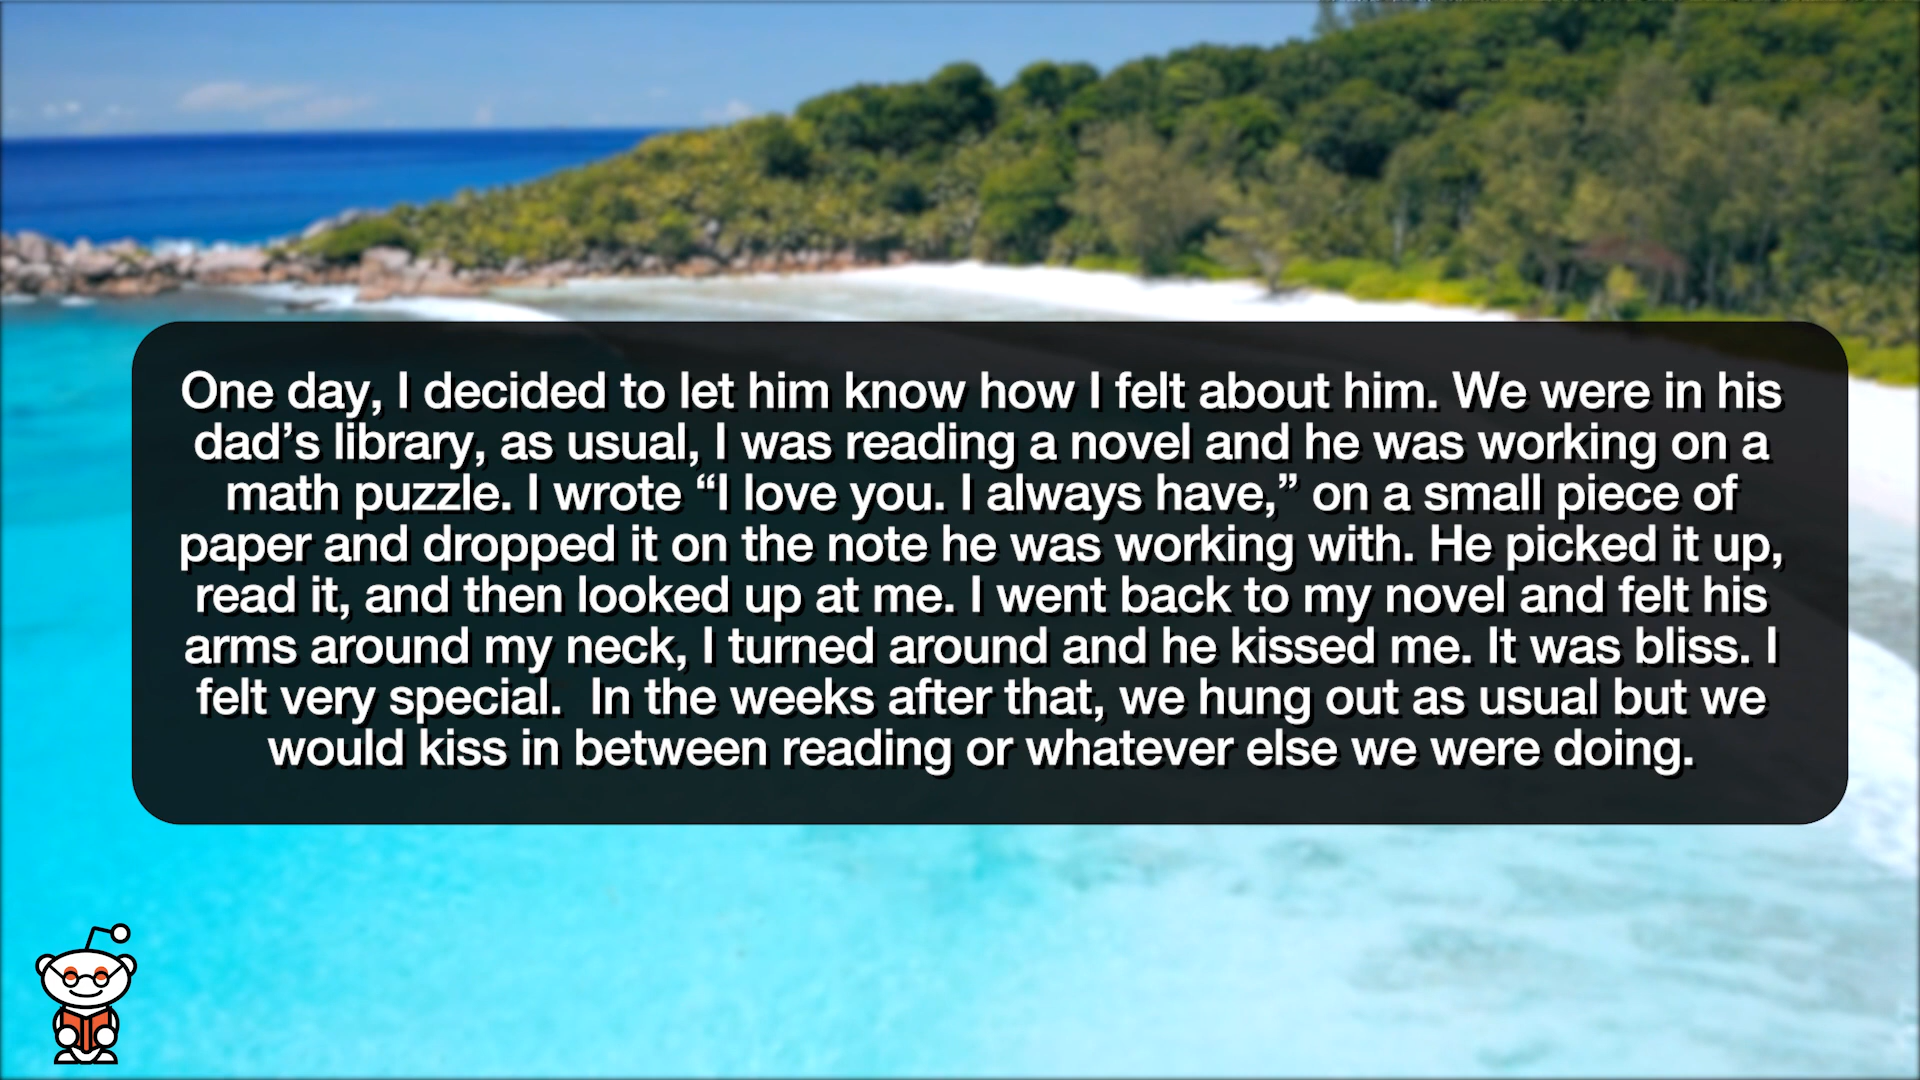 One day, I decided to let him know how I felt about him. We were in his
dad’s library, as usual, I was reading a novel and he was working on a
math puzzle. I wrote “I love you. I always have,” on a small piece of
paper and dropped it on the note he was working with. He picked it up,
read it, and then looked up at me. I went back to my novel and felt his
arms around my neck, I turned around and he kissed me. It was bliss. I
felt very special.  In the weeks after that, we hung out as usual but we
would kiss in between reading or whatever else we were doing.